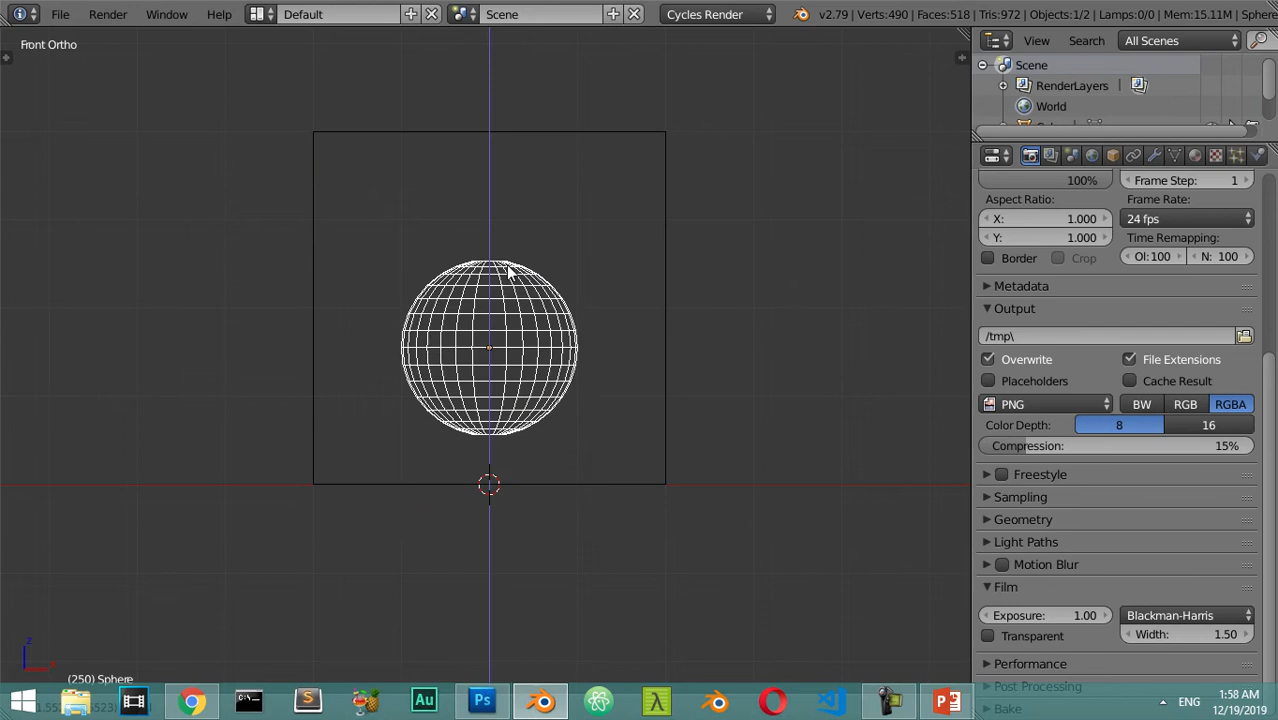 File Render Window Help Default Scene Cycles Render v2.79 | Verts:490 | Faces:518 | Tris:972 | Objects:1/2 | Lamps:0/0 | Mem:15.11M | Sphere
Front Ortho
View Search All Scenes
Scene
RenderLayers
World
100% Frame Step: 1
Aspect Ratio: Frame Rate:
X: 1.000 24 fps
Y: 1.000 Time Remapping:
Border Crop Ol:100 N: 100
Metadata
Output
/tmp\
Overwrite File Extensions
Placeholders Cache Result
PNG BW RGB RGBA
Color Depth: 8 16
Compression: 15%
Freestyle
Sampling
Geometry
Light Paths
Motion Blur
Film
Exposure: 1.00 Blackman-Harris
Transparent Width: 1.50
Performance
Post Processing
Bake
z
x
(250) Sphere
Au Ps λ P
ENG 1:58 AM
12/19/2019